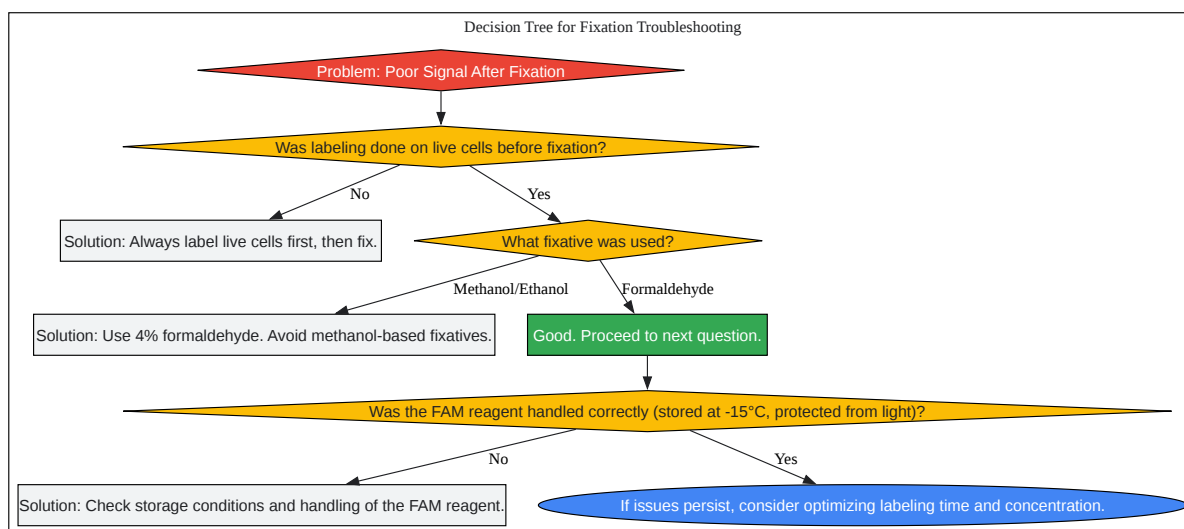 Decision Tree for Fixation Troubleshooting
Problem: Poor Signal After Fixation
Was labeling done on live cells before fixation?
No
Yes
Solution: Always label live cells first, then fix.
What fixative was used?
Methanol/Ethanol
Formaldehyde
Solution: Use 4% formaldehyde. Avoid methanol-based fixatives.
Good. Proceed to next question.
Was the FAM reagent handled correctly (stored at -15°C, protected from light)?
No
Yes
Solution: Check storage conditions and handling of the FAM reagent.
If issues persist, consider optimizing labeling time and concentration.